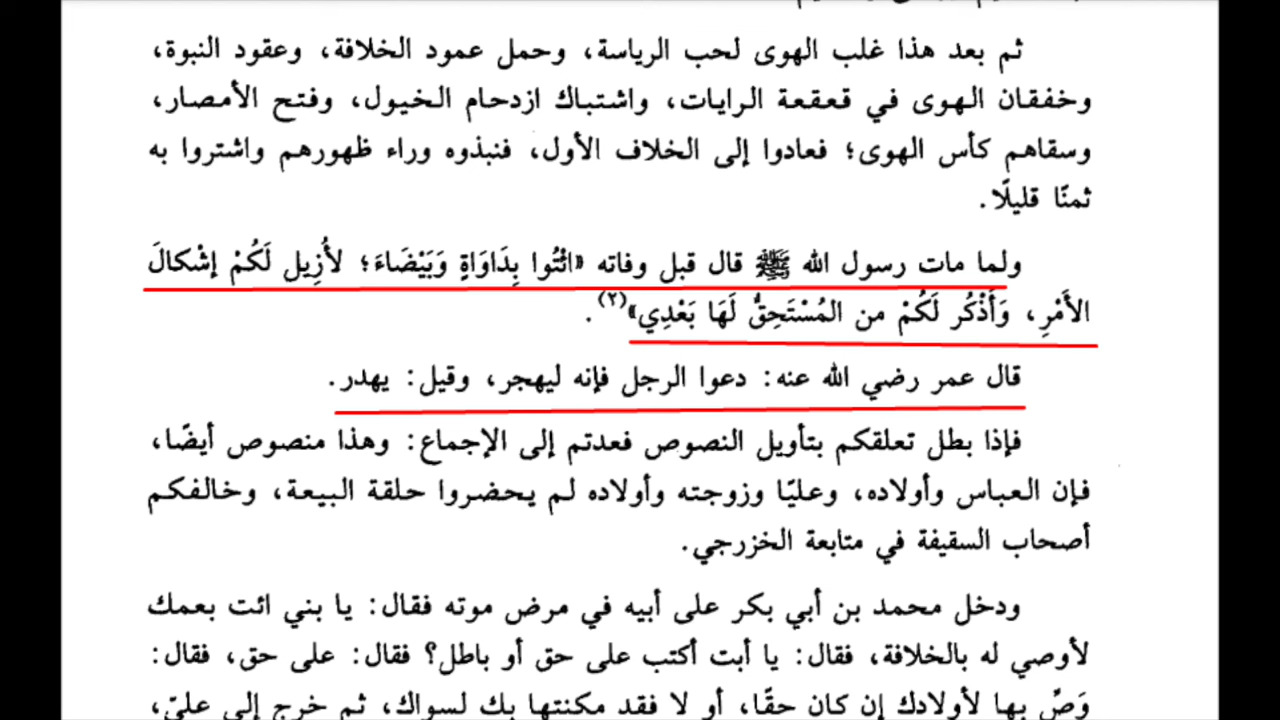 ثم بعد هذا غلب الهوى لحب الرياسة، وحمل عمود الخلافة، وعقود النبوة،
وخفقان الهوى في قعقعة الرايات، واشتباك ازدحام الخيول، وفتح الأمصار،
وسقاهم كأس الهوى؛ فعادوا إلى الخلاف الأول، فنبذوه وراء ظهورهم واشتروا به
ثمنًا قليلًا.
ولما مات رسول الله ﷺ قال قبل وفاته «ائْتُوا بِدَاوَاةٍ وَبَيْضَاءَ؛ لأُزِيل لَكُمْ إشْكالَ
الأَمْرِ، وَأَذْكُر لَكُمْ من المُسْتَحِقُّ لَهَا بَعْدِي»(٢).
قال عمر رضي الله عنه: دعوا الرجل فإنه ليهجر، وقيل: يهدر.
فإذا بطل تعلقكم بتأويل النصوص فعدتم إلى الإجماع: وهذا منصوص أيضًا،
فإن العباس وأولاده، وعليًا وزوجته وأولاده لم يحضروا حلقة البيعة، وخالفكم
أصحاب السقيفة في متابعة الخزرجي.
ودخل محمد بن أبي بكر على أبيه في مرض موته فقال: يا بني ائت بعمك
لأوصي له بالخلافة، فقال: يا أبت أكتب على حق أو باطل؟ فقال: على حق، فقال:
وَصِّ بها لأولادك إن كان حقًا، أو لا فقد مكنتها بك لسواك، ثم خرج إلى عليّ،